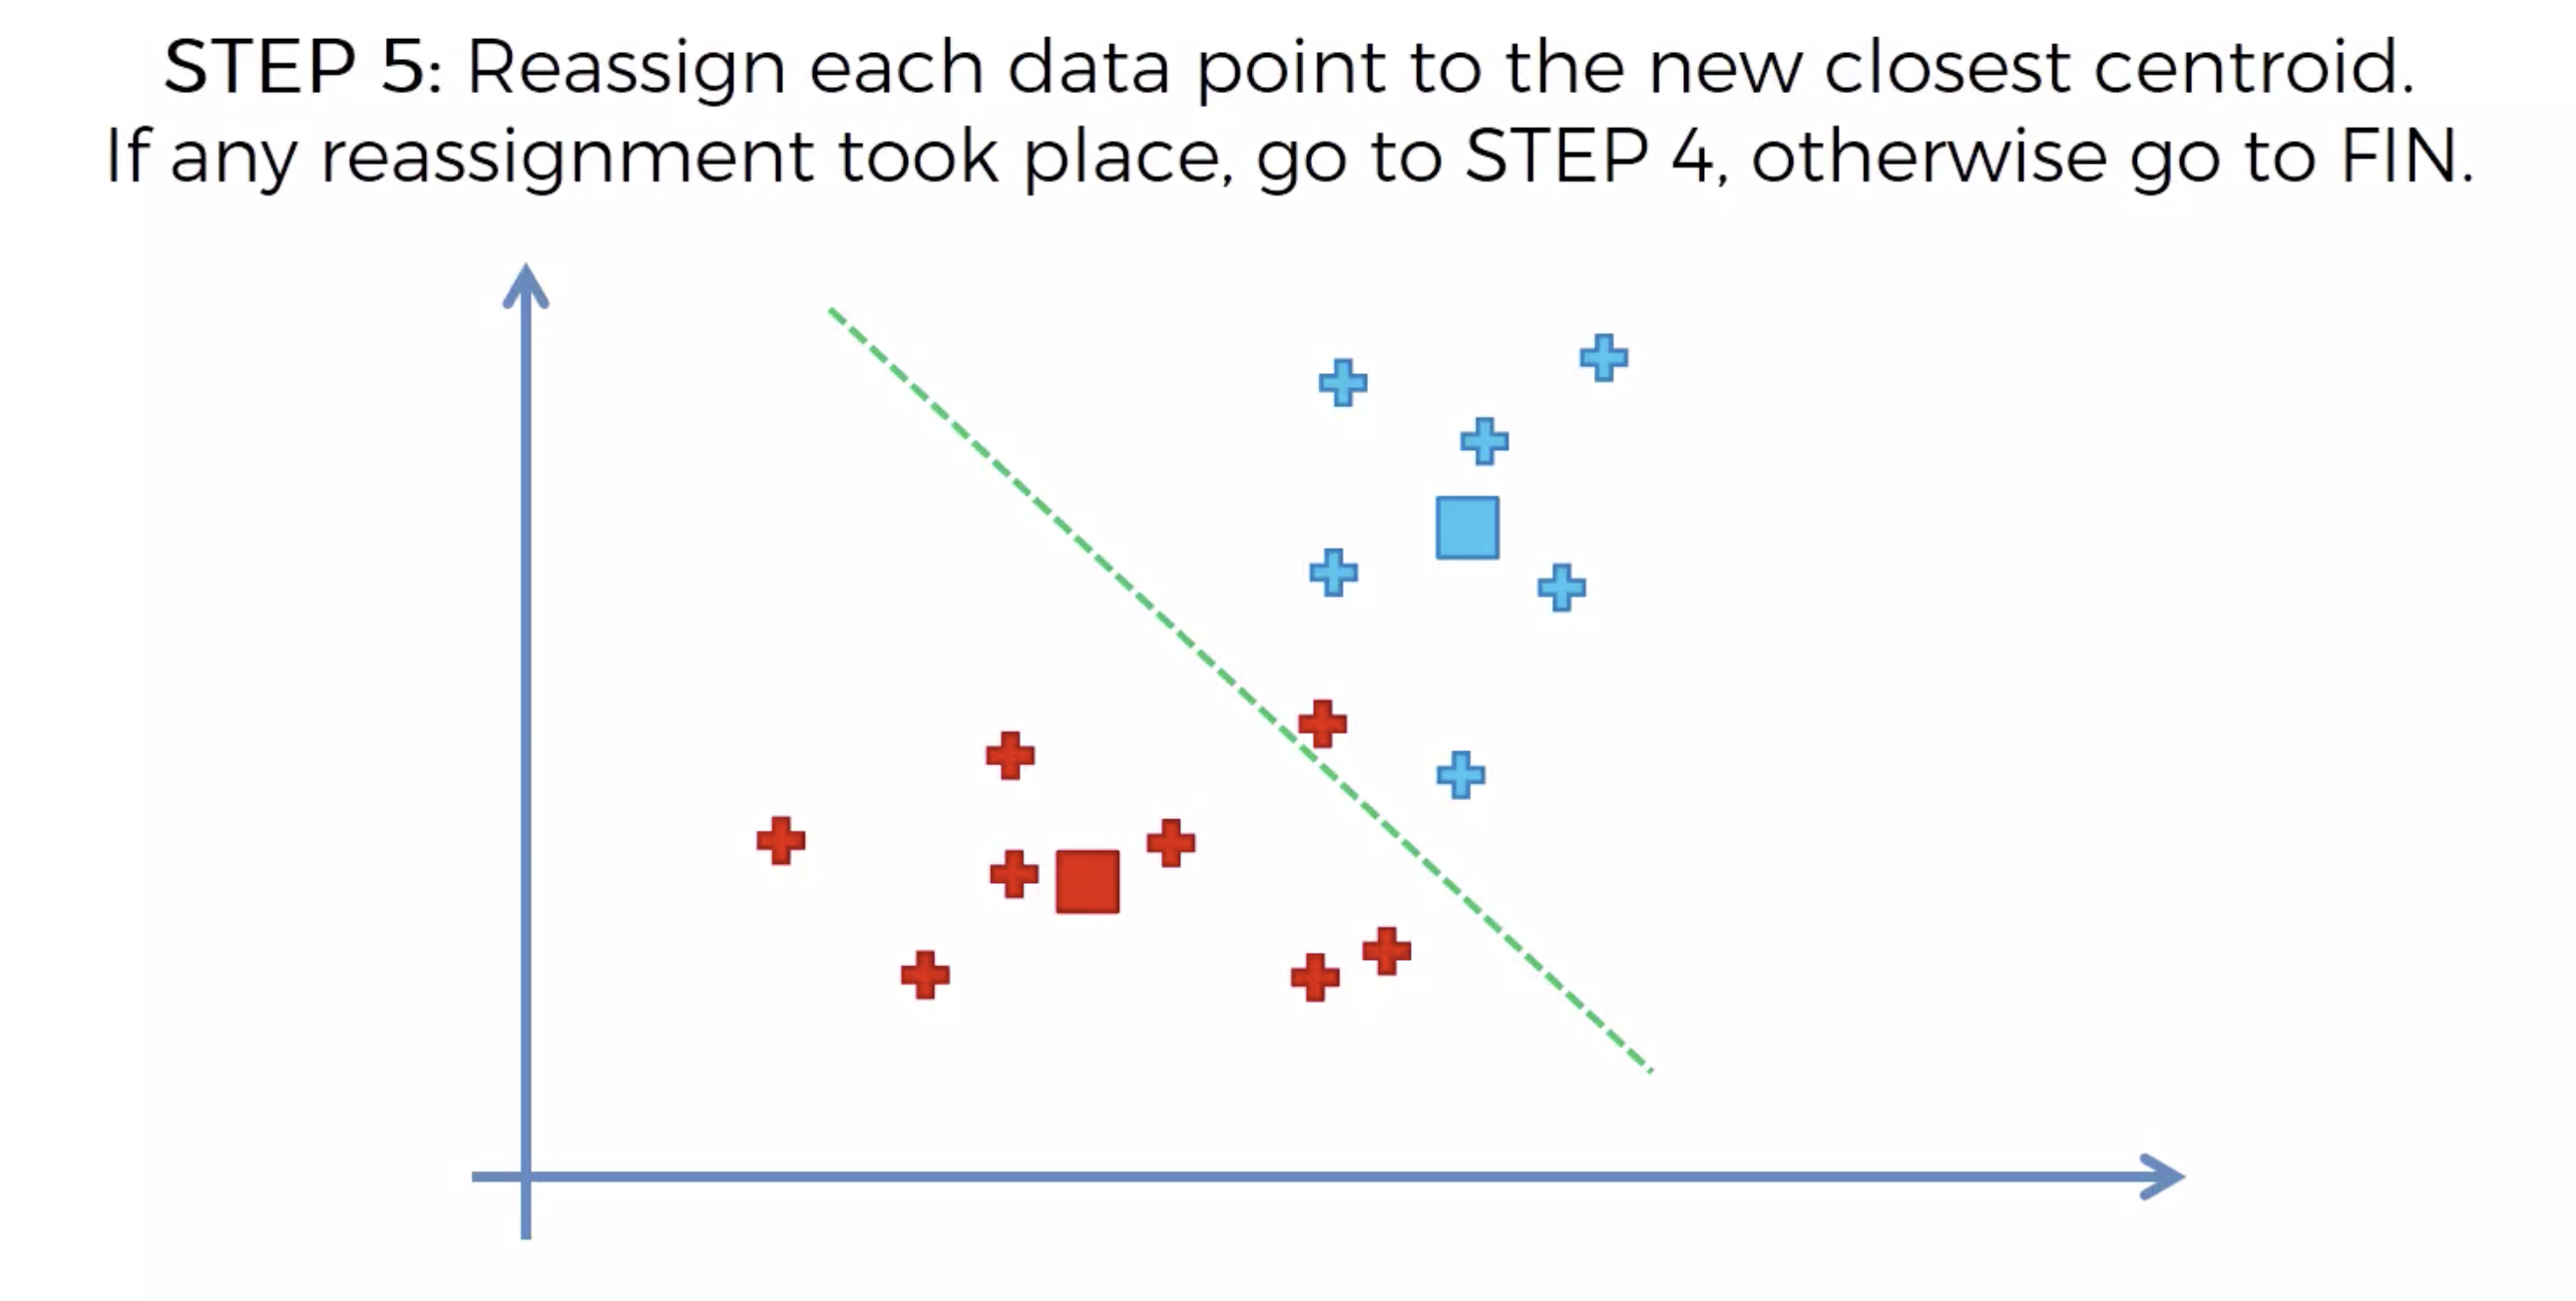 STEP 5: Reassign each data point to the new closest centroid.
If any reassignment took place, go to STEP 4, otherwise go to FIN.